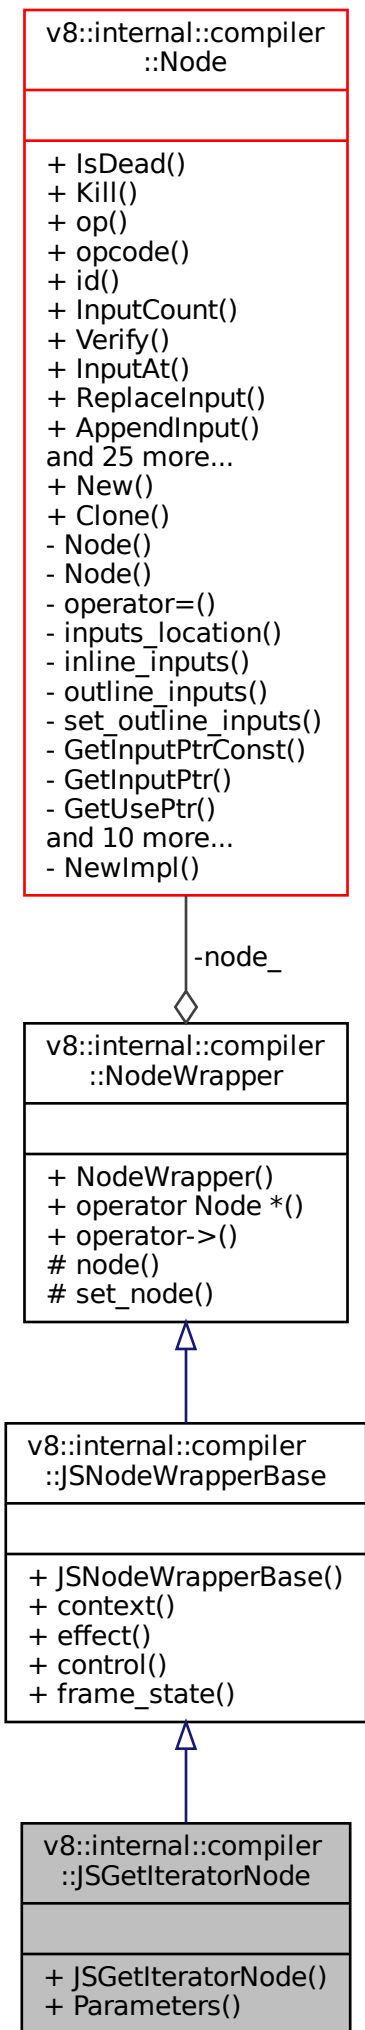 v8::internal::compiler
::Node
+ IsDead()
+ Kill()
+ op()
+ opcode()
+ id()
+ InputCount()
+ Verify()
+ InputAt()
+ ReplaceInput()
+ AppendInput()
and 25 more...
+ New()
+ Clone()
- Node()
- Node()
- operator=()
- inputs_location()
- inline_inputs()
- outline_inputs()
- set_outline_inputs()
- GetInputPtrConst()
- GetInputPtr()
- GetUsePtr()
and 10 more...
- NewImpl()
-node_
v8::internal::compiler
::NodeWrapper
+ NodeWrapper()
+ operator Node *()
+ operator->()
# node()
# set_node()
v8::internal::compiler
::JSNodeWrapperBase
+ JSNodeWrapperBase()
+ context()
+ effect()
+ control()
+ frame_state()
v8::internal::compiler
::JSGetIteratorNode
+ JSGetIteratorNode()
+ Parameters()